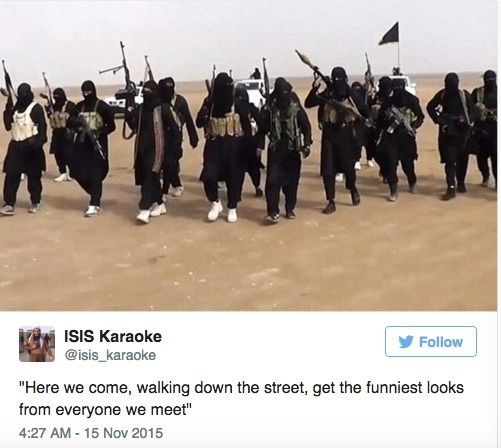 ISIS Karaoke
@isis_karaoke
Follow
"Here we come, walking down the street, get the funniest looks
from everyone we meet"
4:27 AM - 15 Nov 2015